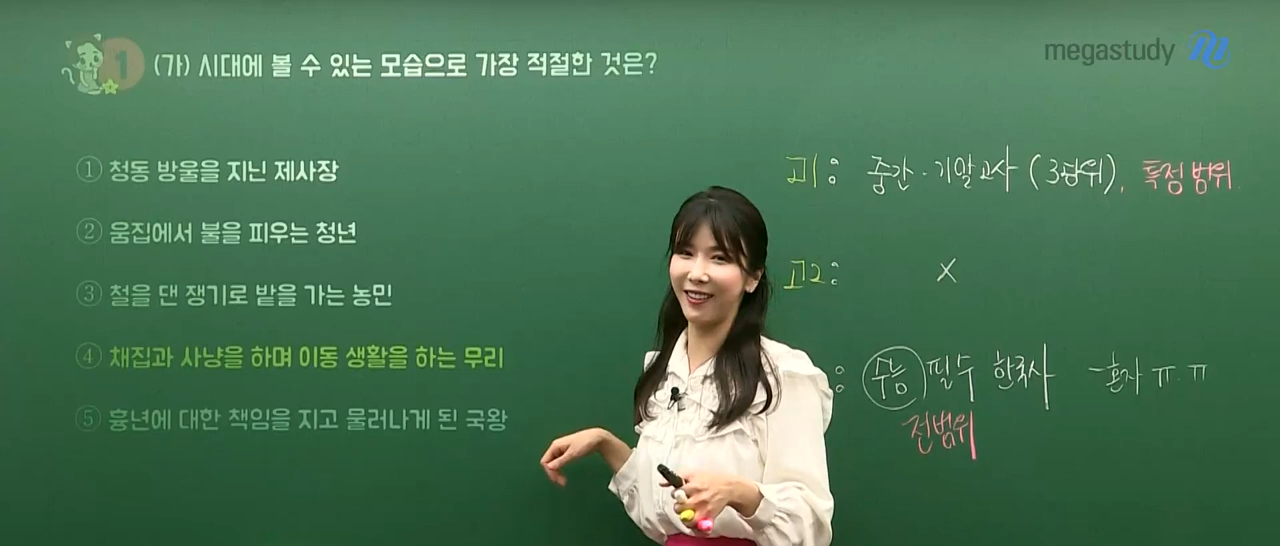 megastudy M
1 (가) 시대에 볼 수 있는 모습으로 가장 적절한 것은?
① 청동 방울을 지닌 제사장
② 움집에서 불을 피우는 청년
③ 철을 댄 쟁기로 밭을 가는 농민
④ 채집과 사냥을 하며 이동 생활을 하는 무리
⑤ 흉년에 대한 책임을 지고 물러나게 된 국왕
고1: 중간·기말고사 (3단위), 특정 범위
고2: X
: 수능 필수 한국사 - 혼자 ㅠ.ㅠ
전범위